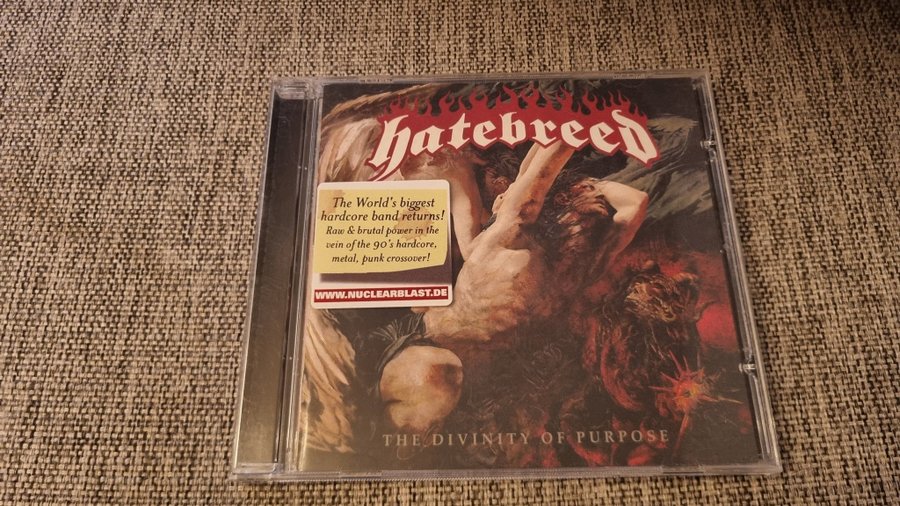 hatebreed
The World's biggest
hardcore band returns!
Raw & brutal power in the
vein of the 90's hardcore,
metal, punk crossover!
WWW.NUCLEARBLAST.DE
THE DIVINITY OF PURPOSE